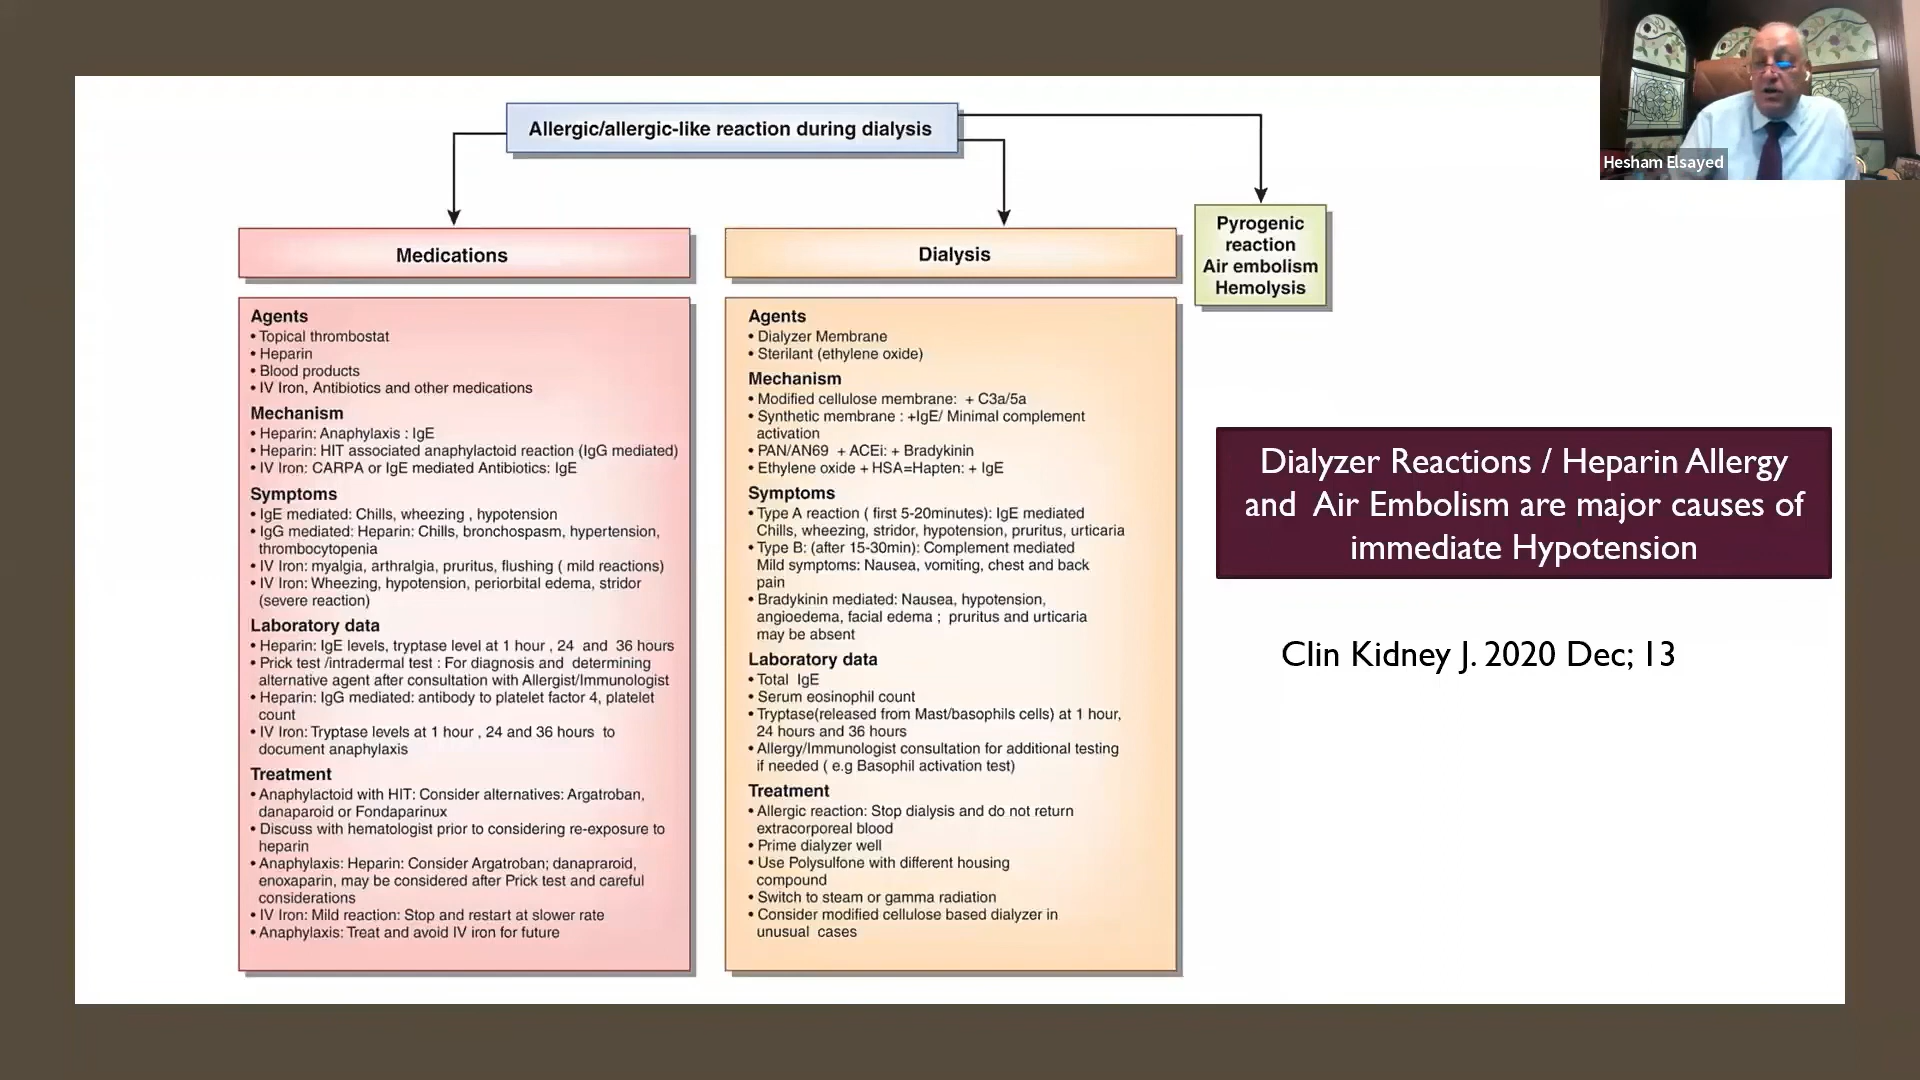 Hesham Elsayed
Allergic/allergic-like reaction during dialysis
Medications
Agents
• Topical thrombostat
• Heparin
• Blood products
• IV Iron, Antibiotics and other medications
Mechanism
• Heparin: Anaphylaxis : IgE
• Heparin: HIT associated anaphylactoid reaction (IgG mediated)
• IV Iron: CARPA or IgE mediated Antibiotics: IgE
Symptoms
• IgE mediated: Chills, wheezing , hypotension
• IgG mediated: Heparin: Chills, bronchospasm, hypertension,
thrombocytopenia
• IV Iron: myalgia, arthralgia, pruritus, flushing ( mild reactions)
• IV Iron: Wheezing, hypotension, periorbital edema, stridor
(severe reaction)
Laboratory data
• Heparin: IgE levels, tryptase level at 1 hour , 24 and 36 hours
• Prick test /intradermal test : For diagnosis and determining
alternative agent after consultation with Allergist/Immunologist
• Heparin: IgG mediated: antibody to platelet factor 4, platelet
count
• IV Iron: Tryptase levels at 1 hour , 24 and 36 hours to
document anaphylaxis
Treatment
• Anaphylactoid with HIT: Consider alternatives: Argatroban,
danaparoid or Fondaparinux
• Discuss with hematologist prior to considering re-exposure to
heparin
• Anaphylaxis: Heparin: Consider Argatroban; danapraroid,
enoxaparin, may be considered after Prick test and careful
considerations
• IV Iron: Mild reaction: Stop and restart at slower rate
• Anaphylaxis: Treat and avoid IV iron for future
Dialysis
Agents
• Dialyzer Membrane
• Sterilant (ethylene oxide)
Mechanism
• Modified cellulose membrane: + C3a/5a
• Synthetic membrane : +IgE/ Minimal complement
activation
• PAN/AN69 + ACEi: + Bradykinin
• Ethylene oxide + HSA=Hapten: + IgE
Symptoms
• Type A reaction ( first 5-20minutes): IgE mediated
Chills, wheezing, stridor, hypotension, pruritus, urticaria
• Type B: (after 15-30min): Complement mediated
Mild symptoms: Nausea, vomiting, chest and back
pain
• Bradykinin mediated: Nausea, hypotension,
angioedema, facial edema ; pruritus and urticaria
may be absent
Laboratory data
• Total IgE
• Serum eosinophil count
• Tryptase(released from Mast/basophils cells) at 1 hour,
24 hours and 36 hours
• Allergy/Immunologist consultation for additional testing
if needed ( e.g Basophil activation test)
Treatment
• Allergic reaction: Stop dialysis and do not return
extracorporeal blood
• Prime dialyzer well
• Use Polysulfone with different housing
compound
• Switch to steam or gamma radiation
• Consider modified cellulose based dialyzer in
unusual cases
Pyrogenic
reaction
Air embolism
Hemolysis
Dialyzer Reactions / Heparin Allergy
and Air Embolism are major causes of
immediate Hypotension
Clin Kidney J. 2020 Dec; 13